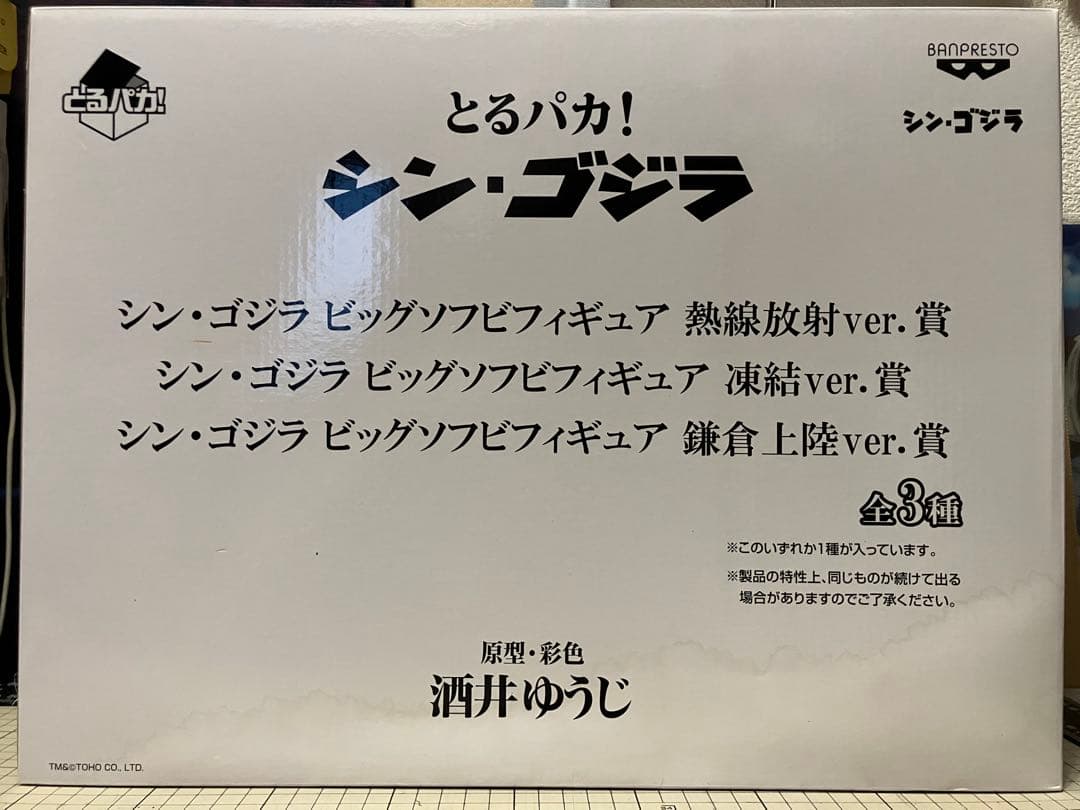 とるパカ!
BANPRESTO
シン・ゴジラ
とるパカ!
シン・ゴジラ
シン・ゴジラ ビッグソフビフィギュア 熱線放射ver.賞
シン・ゴジラ ビッグソフビフィギュア 凍結ver.賞
シン・ゴジラ ビッグソフビフィギュア 鎌倉上陸ver.賞
全3種
※このいずれか1種が入っています。
※製品の特性上、同じものが続けて出る
場合がありますのでご了承ください。
原型・彩色
酒井ゆうじ
TM&©TOHO CO., LTD.